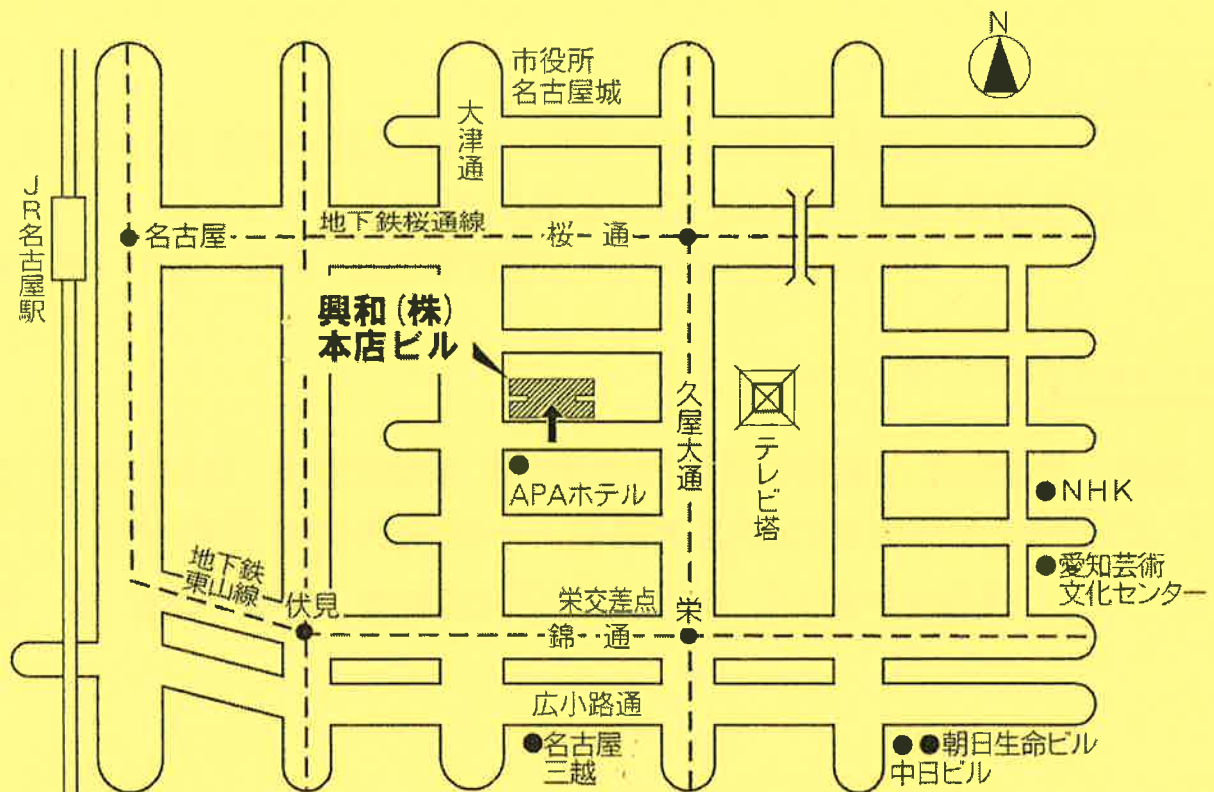 N
市役所
名古屋城
大津通
JR名古屋駅
名古屋
地下鉄桜通線
桜通
興和(株)
本店ビル
久屋大通
テレビ塔
APAホテル
NHK
愛知芸術
文化センター
地下鉄
東山線
伏見
栄交差点
栄
錦通
広小路通
名古屋
三越
朝日生命ビル
中日ビル